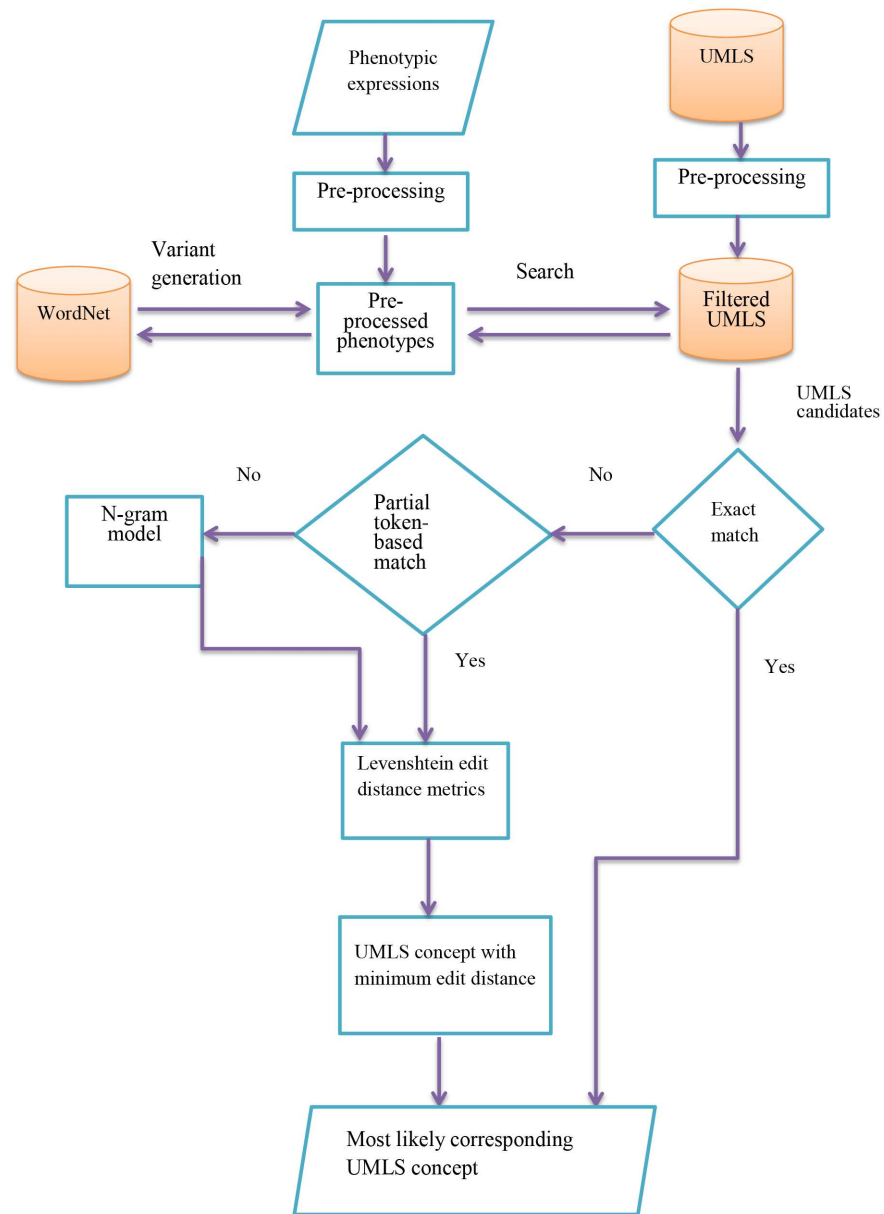 Phenotypic
expressions
UMLS
Pre-processing
Pre-processing
Variant
generation
Search
WordNet
Pre-
processed
phenotypes
Filtered
UMLS
UMLS
candidates
No
No
N-gram
model
Partial
token-
based
match
Exact
match
Yes
Yes
Levenshtein edit
distance metrics
UMLS concept with
minimum edit distance
Most likely corresponding
UMLS concept